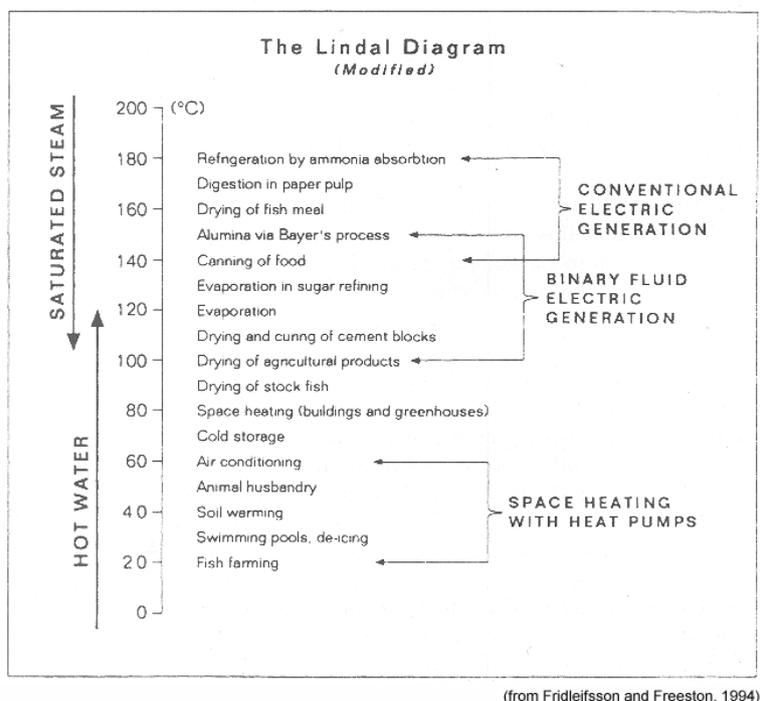 The Lindal Diagram
(Modified)
200 (°C)
180 Refrigeration by ammonia absorbtion
Digestion in paper pulp
160 Drying of fish meal
Alumina via Bayer's process
140 Canning of food
Evaporation in sugar refining
120 Evaporation
Drying and curing of cement blocks
100 Drying of agricultural products
Drying of stock fish
80 Space heating (buildings and greenhouses)
Cold storage
60 Air conditioning
Animal husbandry
40 Soil warming
Swimming pools, de-icing
20 Fish farming
0
SATURATED STEAM
HOT WATER
CONVENTIONAL
ELECTRIC
GENERATION
BINARY FLUID
ELECTRIC
GENERATION
SPACE HEATING
WITH HEAT PUMPS
(from Fridleifsson and Freeston, 1994)